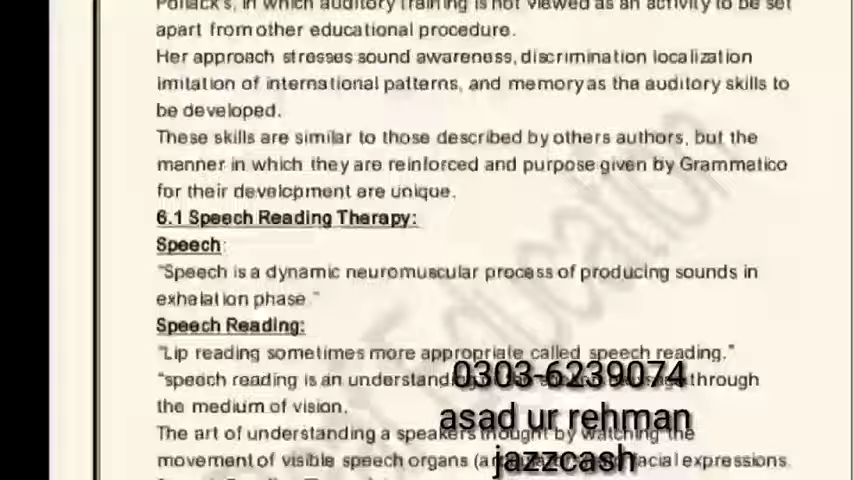 Pollack's, in which auditory training is not viewed as an activity to be set
apart from other educational procedure.
Her approach stresses sound awareness, discrimination localization
imitation of international patterns, and memory as the auditory skills to
be developed.
These skills are similar to those described by others authors, but the
manner in which they are reinforced and purpose given by Grammatico
for their development are unique.
6.1 Speech Reading Therapy:
Speech:
"Speech is a dynamic neuromuscular process of producing sounds in
exhalation phase."
Speech Reading:
"Lip reading sometimes more appropriate called speech reading."
"speech reading is an through
the medium of vision.
The art of understanding a speakers thought by watching the
movement of visible speech organs facial expressions.
Education
0303-6239074
asad ur rehman
jazzcash